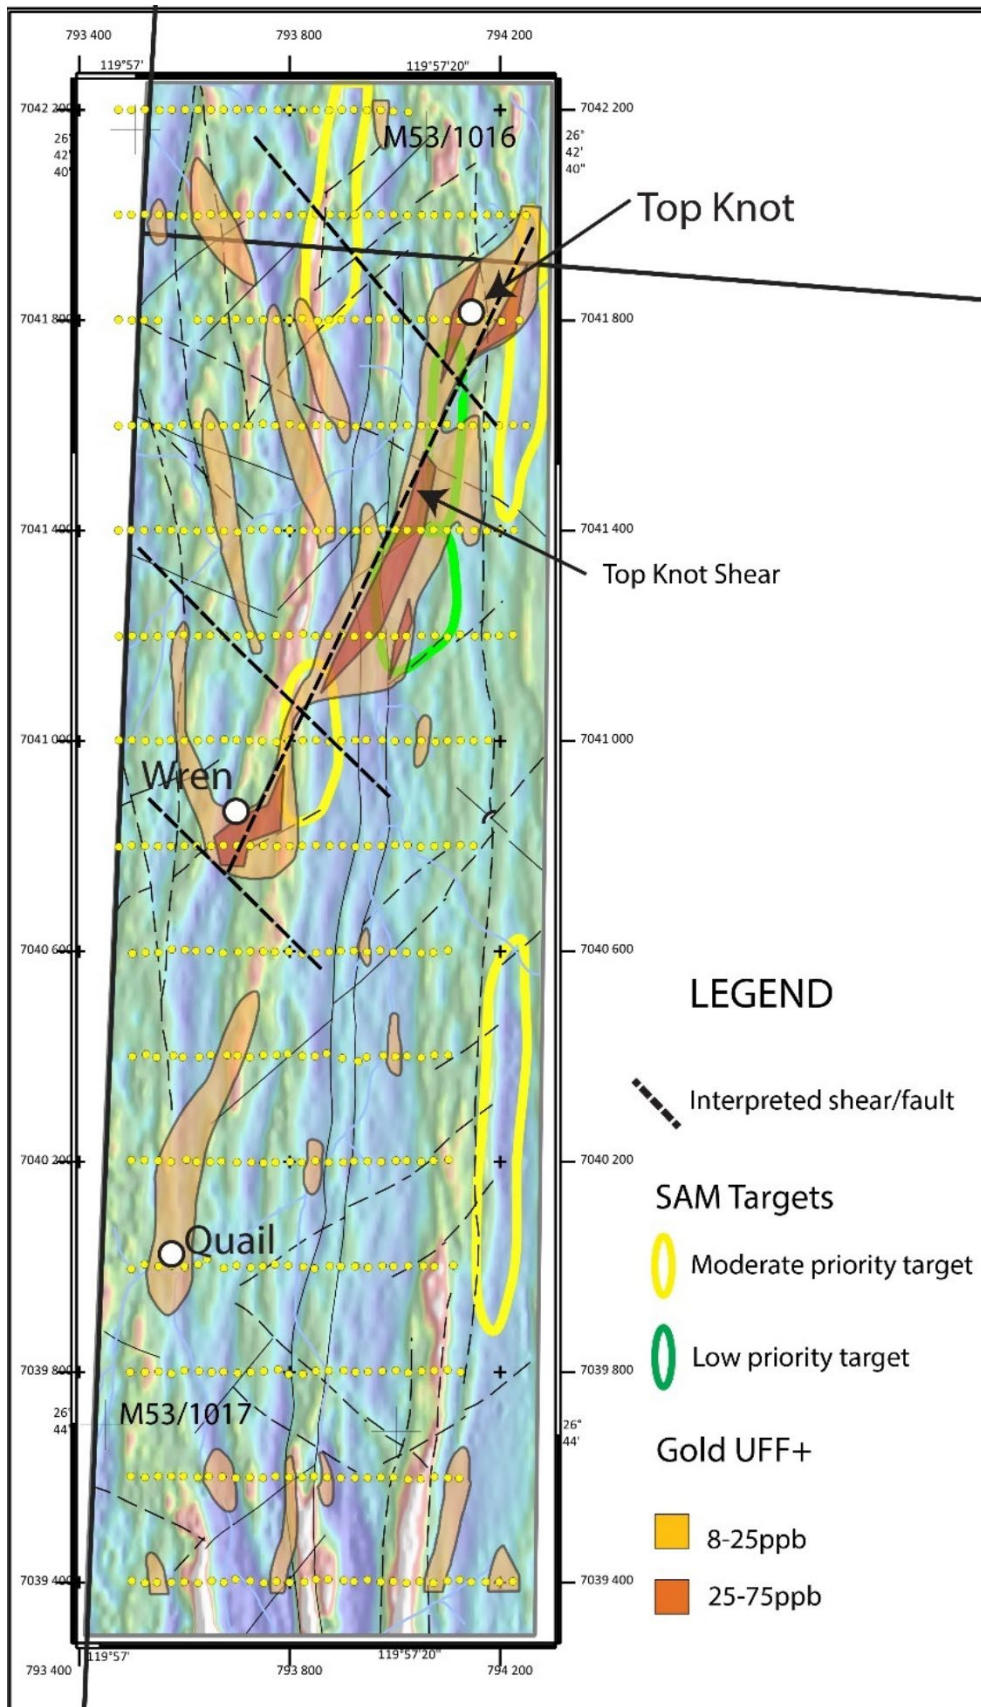 793 400
793 800
794 200
119°57'
119°57'20"
7042 200
7042 200
M53/1016
26°
42'
40"
26°
42'
40"
Top Knot
7041 800
7041 800
7041 400
7041 400
Top Knot Shear
7041 000
7041 000
Wren
7040 600
7040 600
LEGEND
Interpreted shear/fault
7040 200
7040 200
SAM Targets
Quail
Moderate priority target
Low priority target
7039 800
7039 800
M53/1017
26°
44'
26°
44'
Gold UFF+
8-25ppb
7039 400
7039 400
25-75ppb
119°57'
119°57'20"
793 400
793 800
794 200